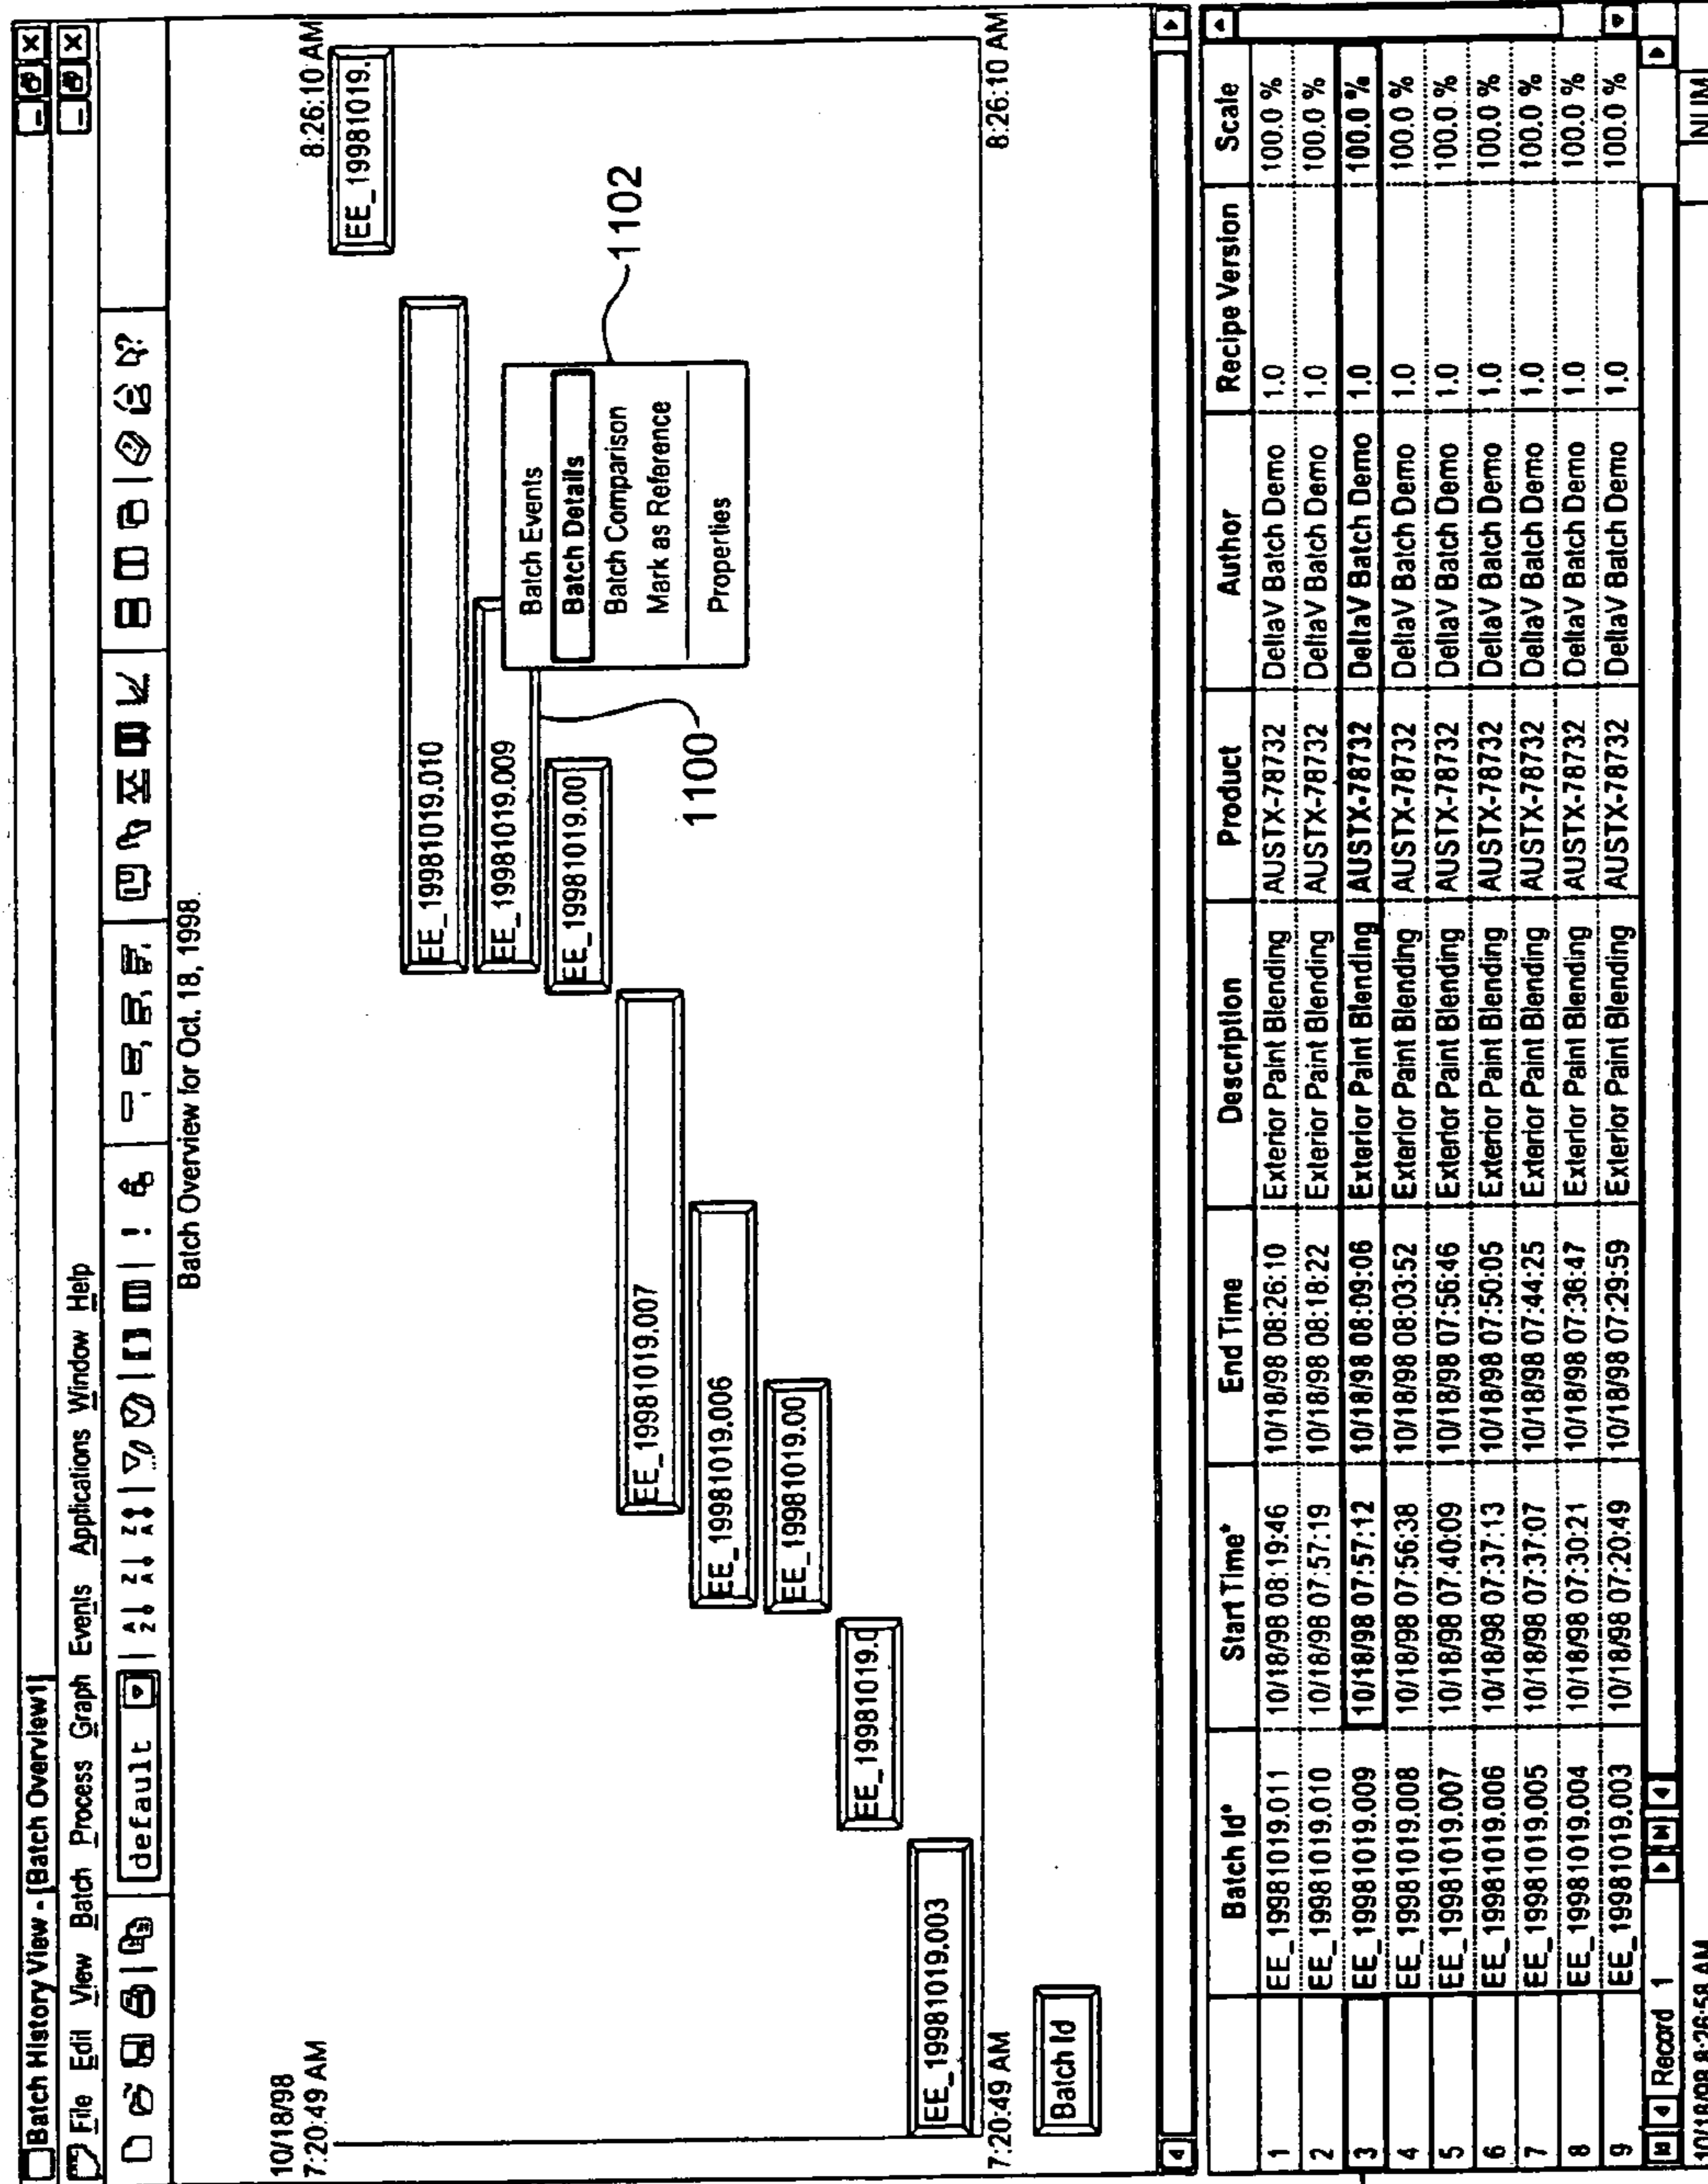 Batch History View - [Batch Overview1]
File Edit View Batch Process Graph Events Applications Window Help
default
Batch Overview for Oct. 18, 1998
10/18/98
7:20:49 AM
8:26:10 AM
EE_19981019.
EE_19981019.010
EE_19981019.009
Batch Events
Batch Details
Batch Comparison
Mark as Reference
Properties
1102
1100
EE_19981019.00
EE_19981019.007
EE_19981019.006
EE_19981019.00
EE_19981019.0
EE_19981019.003
7:20:49 AM
8:26:10 AM
Batch Id
Batch Id* Start Time* End Time Description Product Author Recipe Version Scale
1 EE_19981019.011 10/18/98 08:19:46 10/18/98 08:26:10 Exterior Paint Blending AUSTX-78732 DeltaV Batch Demo 1.0 100.0 %
2 EE_19981019.010 10/18/98 07:57:19 10/18/98 08:18:22 Exterior Paint Blending AUSTX-78732 DeltaV Batch Demo 1.0 100.0 %
3 EE_19981019.009 10/18/98 07:57:12 10/18/98 08:09:06 Exterior Paint Blending AUSTX-78732 DeltaV Batch Demo 1.0 100.0 %
4 EE_19981019.008 10/18/98 07:56:38 10/18/98 08:03:52 Exterior Paint Blending AUSTX-78732 DeltaV Batch Demo 1.0 100.0 %
5 EE_19981019.007 10/18/98 07:40:09 10/18/98 07:56:46 Exterior Paint Blending AUSTX-78732 DeltaV Batch Demo 1.0 100.0 %
6 EE_19981019.006 10/18/98 07:37:13 10/18/98 07:50:05 Exterior Paint Blending AUSTX-78732 DeltaV Batch Demo 1.0 100.0 %
7 EE_19981019.005 10/18/98 07:37:07 10/18/98 07:44:25 Exterior Paint Blending AUSTX-78732 DeltaV Batch Demo 1.0 100.0 %
8 EE_19981019.004 10/18/98 07:30:21 10/18/98 07:36:47 Exterior Paint Blending AUSTX-78732 DeltaV Batch Demo 1.0 100.0 %
9 EE_19981019.003 10/18/98 07:20:49 10/18/98 07:29:59 Exterior Paint Blending AUSTX-78732 DeltaV Batch Demo 1.0 100.0 %
Record 1
10/18/98 8:26:58 AM
NUM